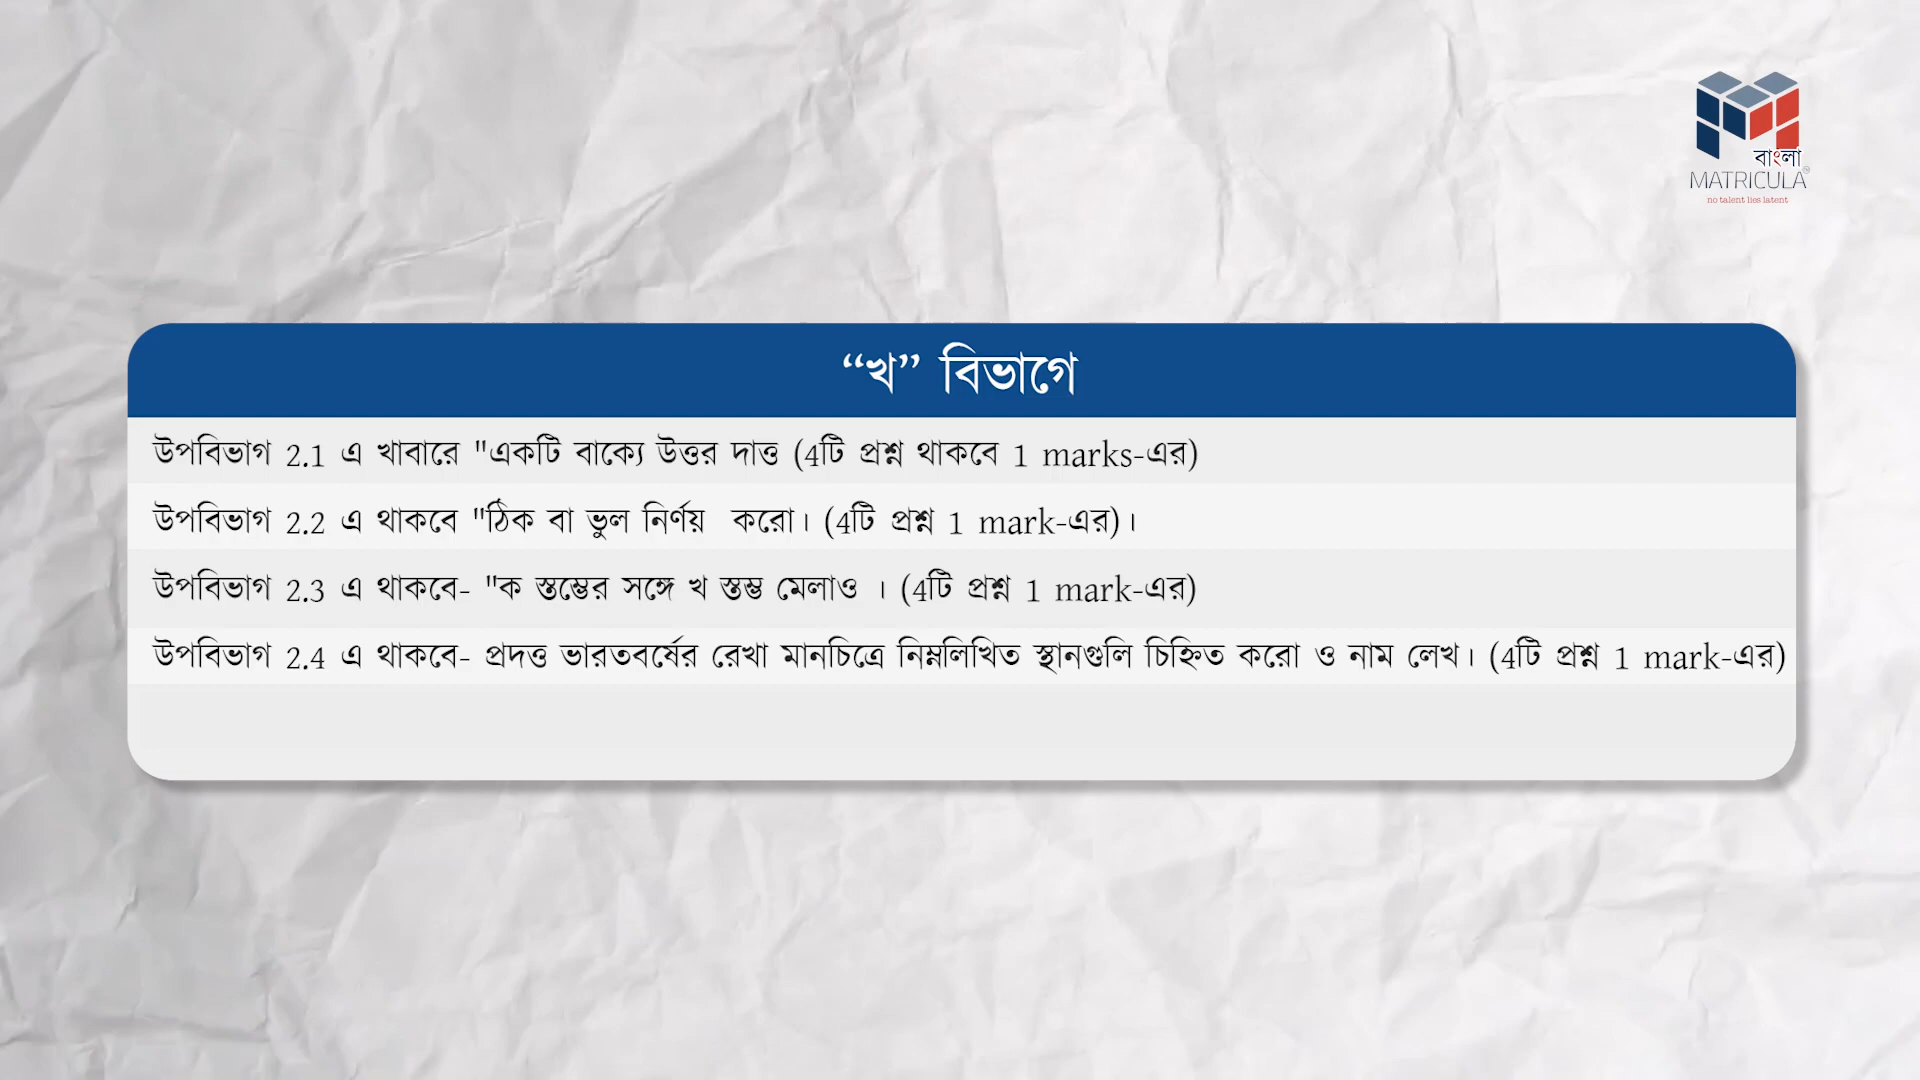 বাংলা
MATRICULA
no talent lies latent
“খ” বিভাগে
উপবিভাগ 2.1 এ খাবারে "একটি বাক্যে উত্তর দাত্ত (4টি প্রশ্ন থাকবে 1 marks-এর)
উপবিভাগ 2.2 এ থাকবে "ঠিক বা ভুল নির্ণয় করো। (4টি প্রশ্ন 1 mark-এর)।
উপবিভাগ 2.3 এ থাকবে- "ক স্তম্ভের সঙ্গে খ স্তম্ভ মেলাও । (4টি প্রশ্ন 1 mark-এর)
উপবিভাগ 2.4 এ থাকবে- প্রদত্ত ভারতবর্ষের রেখা মানচিত্রে নিম্নলিখিত স্থানগুলি চিহ্নিত করো ও নাম লেখ। (4টি প্রশ্ন 1 mark-এর)